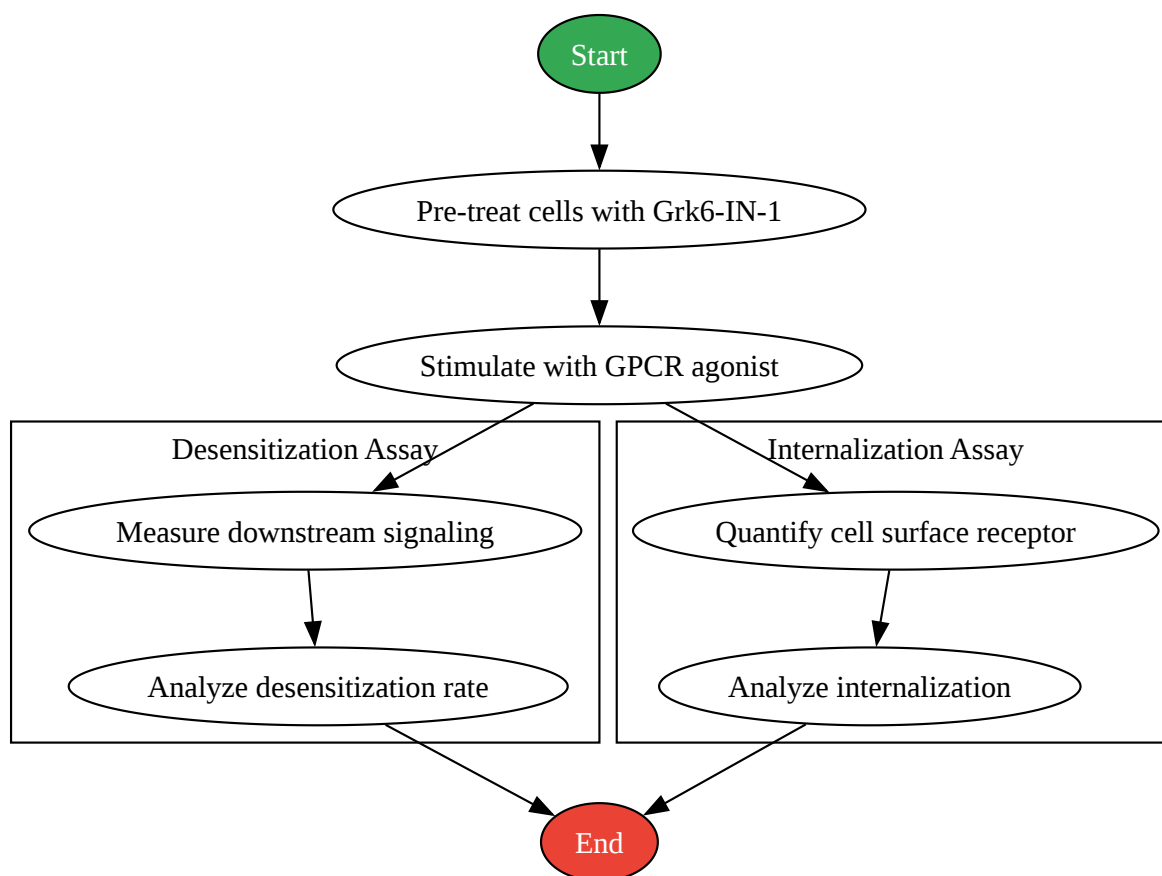 Start
Pre-treat cells with Grk6-IN-1
Stimulate with GPCR agonist
Desensitization Assay
Internalization Assay
Measure downstream signaling
Quantify cell surface receptor
Analyze desensitization rate
Analyze internalization
End